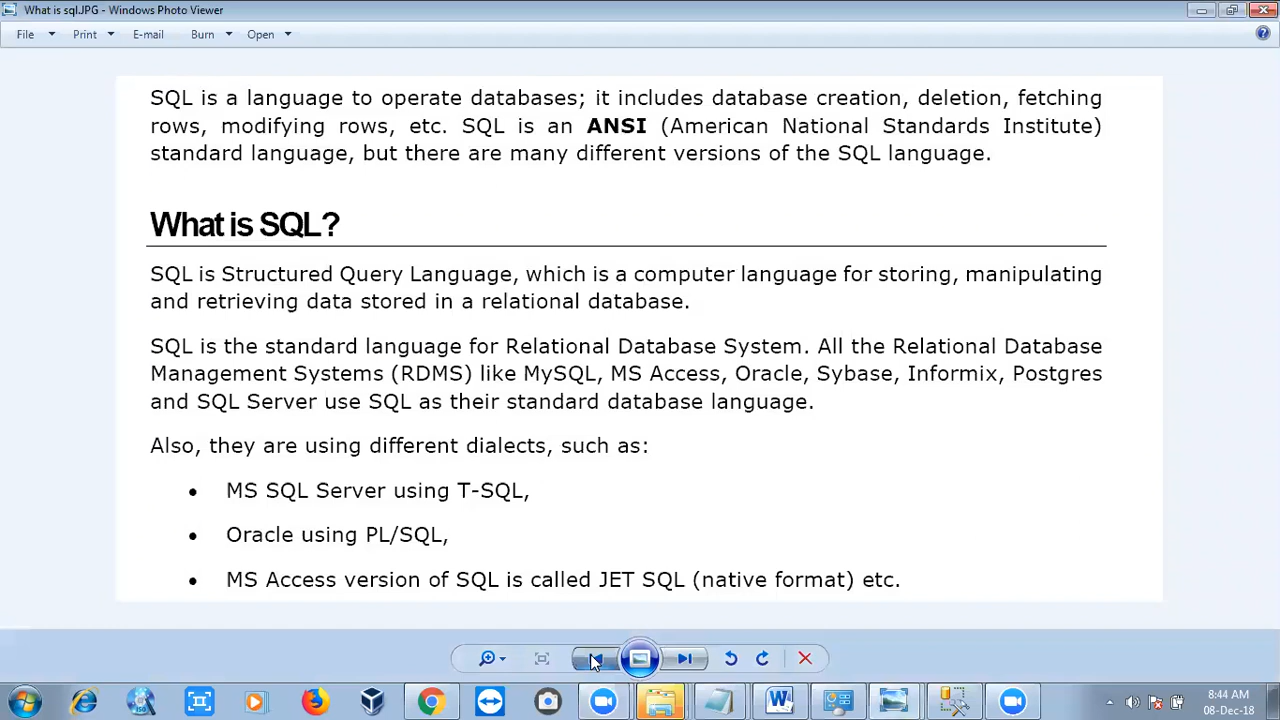 What is sql.JPG - Windows Photo Viewer
File Print E-mail Burn Open
SQL is a language to operate databases; it includes database creation, deletion, fetching
rows, modifying rows, etc. SQL is an ANSI (American National Standards Institute)
standard language, but there are many different versions of the SQL language.
What is SQL?
SQL is Structured Query Language, which is a computer language for storing, manipulating
and retrieving data stored in a relational database.
SQL is the standard language for Relational Database System. All the Relational Database
Management Systems (RDMS) like MySQL, MS Access, Oracle, Sybase, Informix, Postgres
and SQL Server use SQL as their standard database language.
Also, they are using different dialects, such as:
• MS SQL Server using T-SQL,
• Oracle using PL/SQL,
• MS Access version of SQL is called JET SQL (native format) etc.
8:44 AM
08-Dec-18